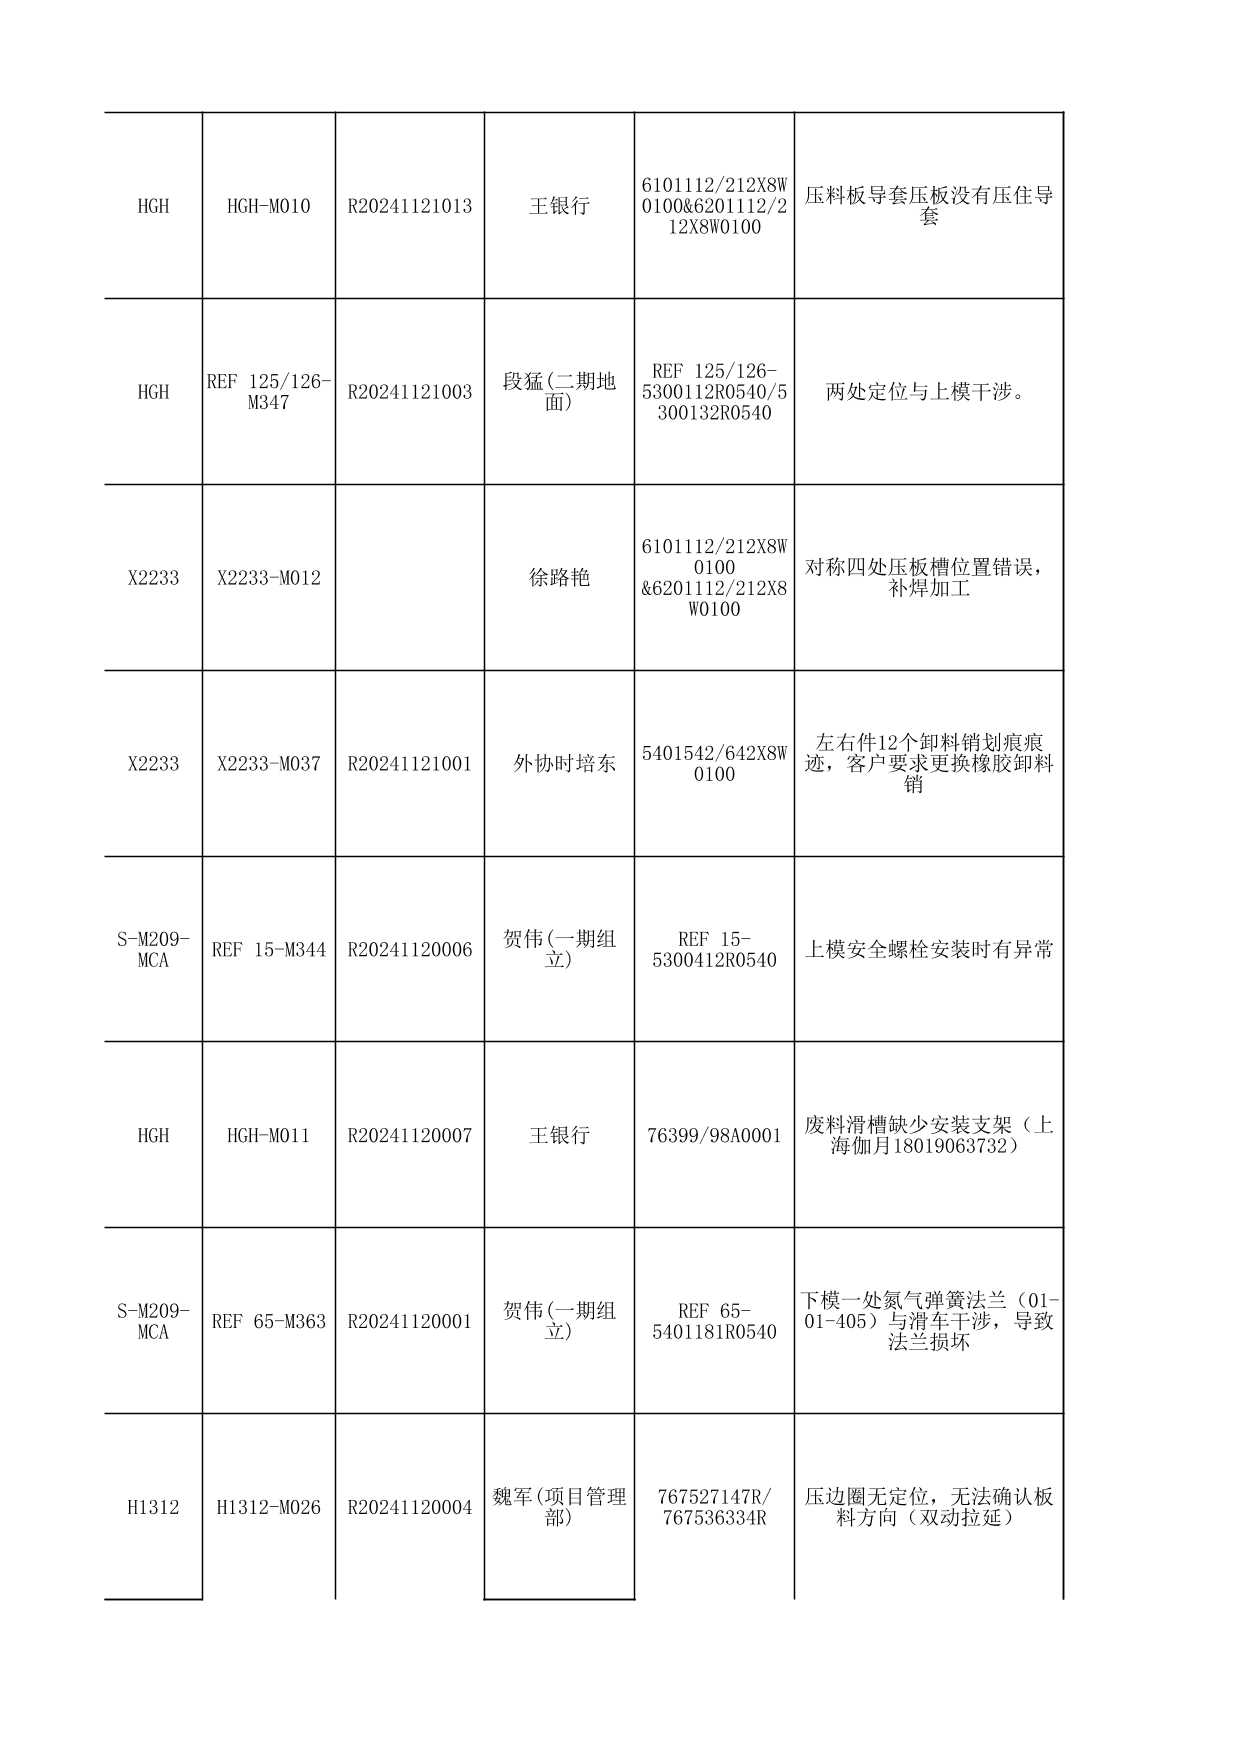 HGH
HGH-M010
R20241121013
王银行
6101112/212X8W
0100&6201112/2
12X8W0100
压料板导套压板没有压住导
套
HGH
REF 125/126-
M347
R20241121003
段猛(二期地
面)
REF 125/126-
5300112R0540/5
300132R0540
两处定位与上模干涉。
X2233
X2233-M012
徐路艳
6101112/212X8W
0100
&6201112/212X8
W0100
对称四处压板槽位置错误，
补焊加工
X2233
X2233-M037
R20241121001
外协时培东
5401542/642X8W
0100
左右件12个卸料销划痕痕
迹，客户要求更换橡胶卸料
销
S-M209-
MCA
REF 15-M344
R20241120006
贺伟(一期组
立)
REF 15-
5300412R0540
上模安全螺栓安装时有异常
HGH
HGH-M011
R20241120007
王银行
76399/98A0001
废料滑槽缺少安装支架（上
海伽月18019063732）
S-M209-
MCA
REF 65-M363
R20241120001
贺伟(一期组
立)
REF 65-
5401181R0540
下模一处氮气弹簧法兰（01-
01-405）与滑车干涉，导致
法兰损坏
H1312
H1312-M026
R20241120004
魏军(项目管理
部)
767527147R/
767536334R
压边圈无定位，无法确认板
料方向（双动拉延）